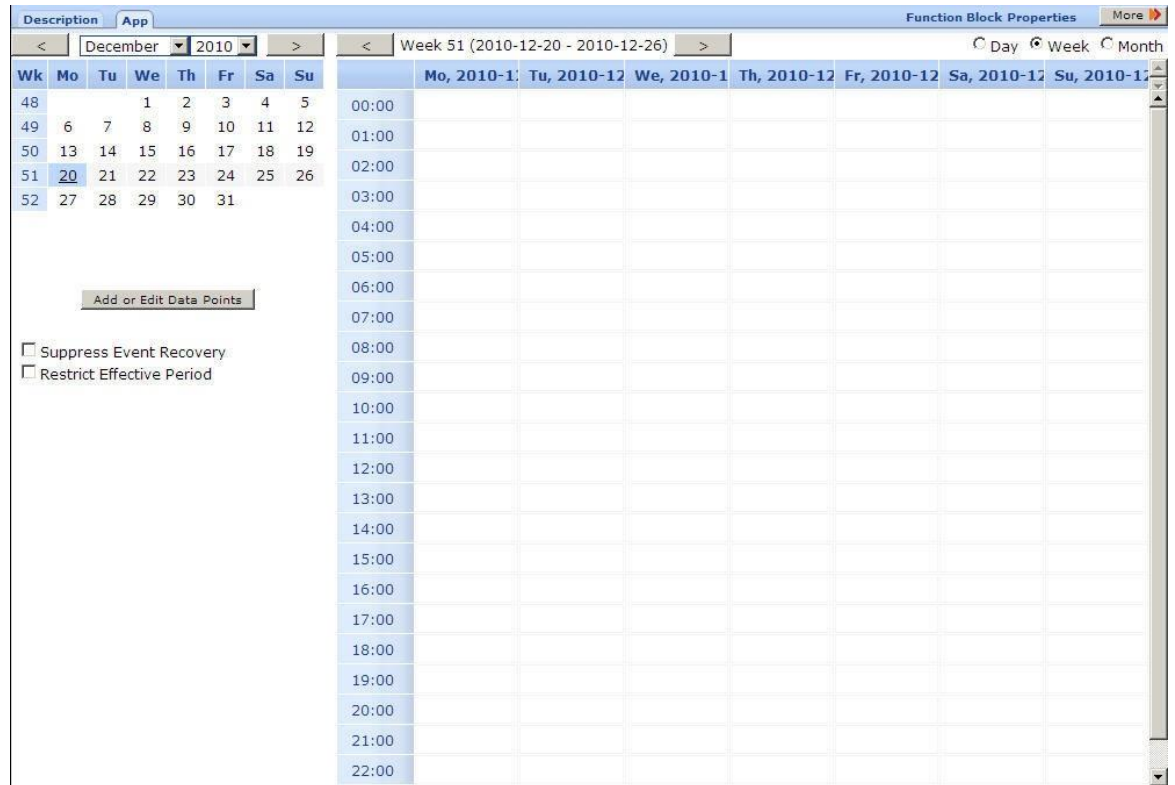 Description App Function Block Properties More
< December 2010 > < Week 51 (2010-12-20 - 2010-12-26) > Day Week Month
Wk Mo Tu We Th Fr Sa Su
48 1 2 3 4 5
49 6 7 8 9 10 11 12
50 13 14 15 16 17 18 19
51 20 21 22 23 24 25 26
52 27 28 29 30 31
Add or Edit Data Points
Suppress Event Recovery
Restrict Effective Period
Mo, 2010-1 Tu, 2010-12 We, 2010-1 Th, 2010-12 Fr, 2010-12 Sa, 2010-12 Su, 2010-12
00:00
01:00
02:00
03:00
04:00
05:00
06:00
07:00
08:00
09:00
10:00
11:00
12:00
13:00
14:00
15:00
16:00
17:00
18:00
19:00
20:00
21:00
22:00